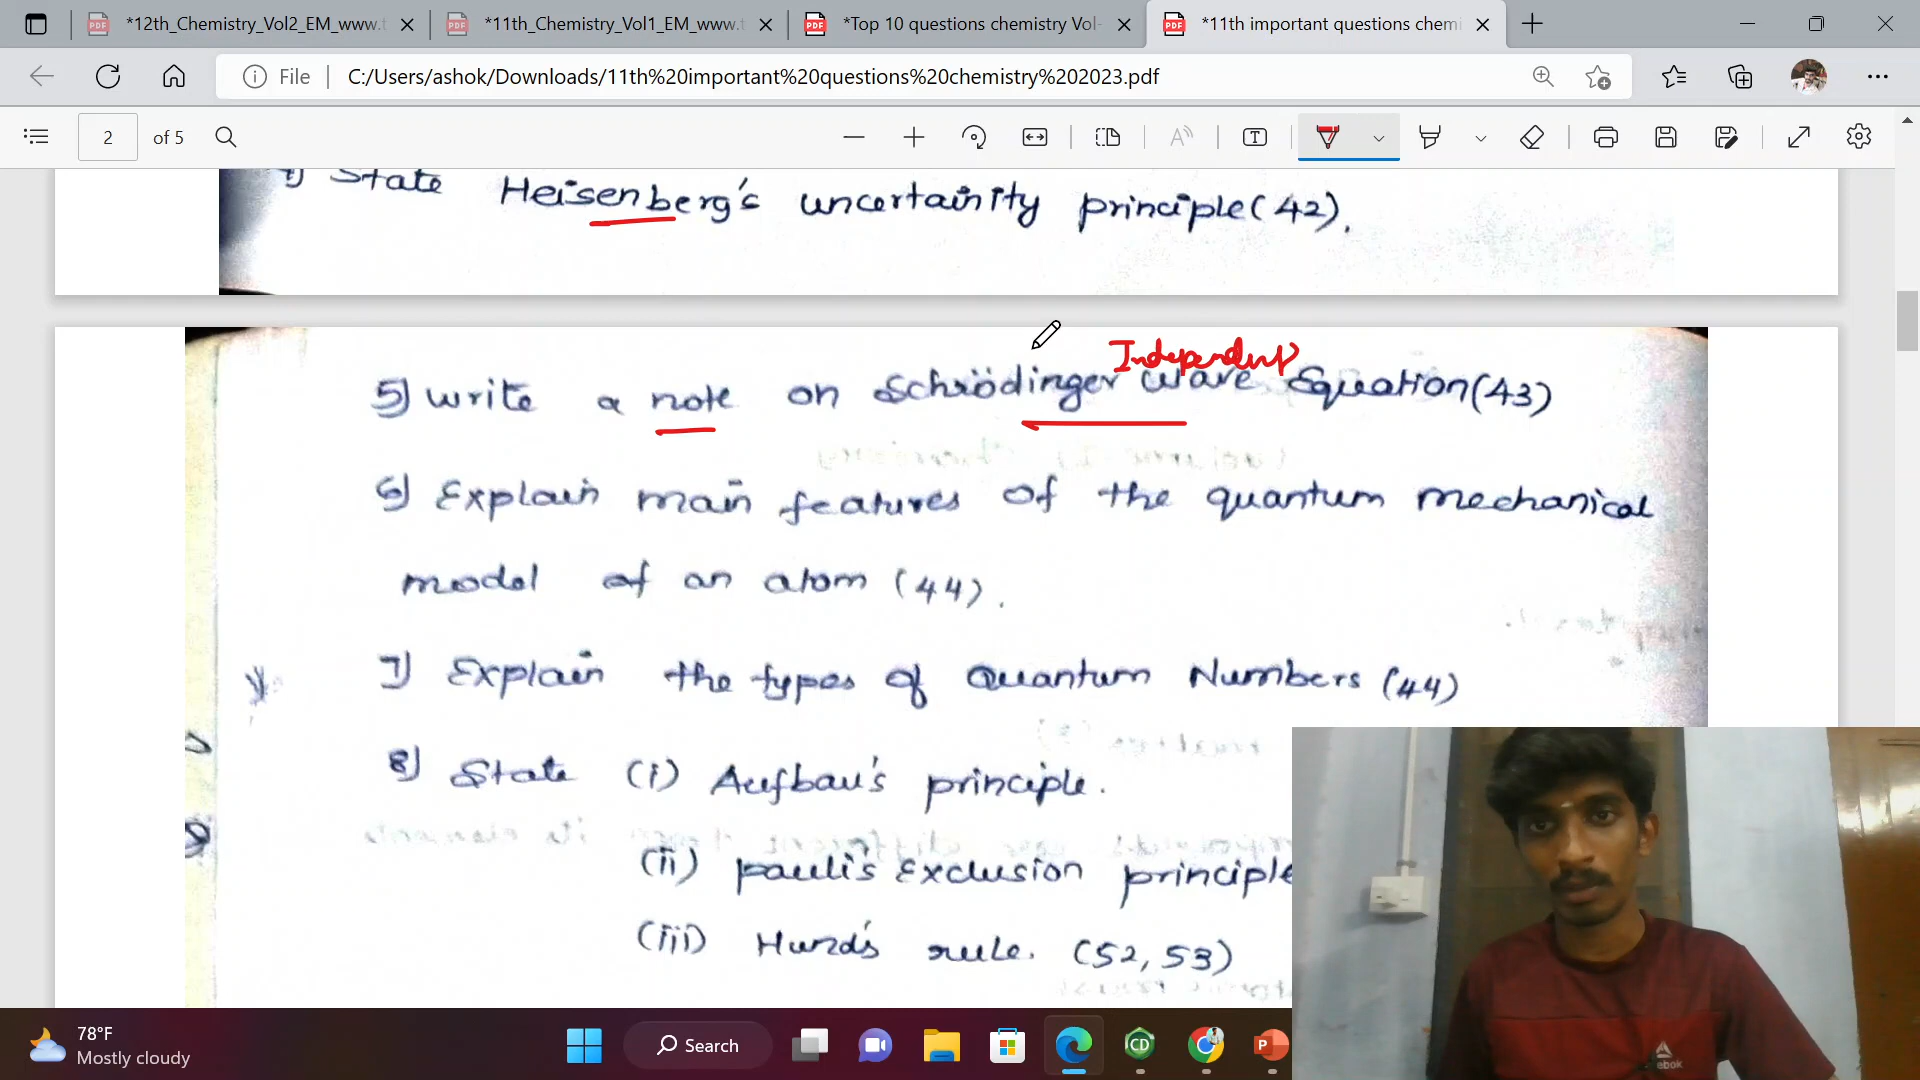 *12th_Chemistry_Vol2_EM_www.t
*11th_Chemistry_Vol1_EM_www.t
*Top 10 questions chemistry Vol-
*11th important questions chemi
File
C:/Users/ashok/Downloads/11th%20important%20questions%20chemistry%202023.pdf
2 of 5
State Heisenberg's uncertainity principle(42).
Independent
5) Write a note on Schrödinger wave Equation(43)
6) Explain main features of the quantum mechanical
model of an atom (44).
7) Explain the types of Quantum Numbers (44)
8) State (i) Aufbau's principle.
(ii) pauli's Exclusion principle
(iii) Hund's rule. (52, 53)
78°F
Mostly cloudy
Search